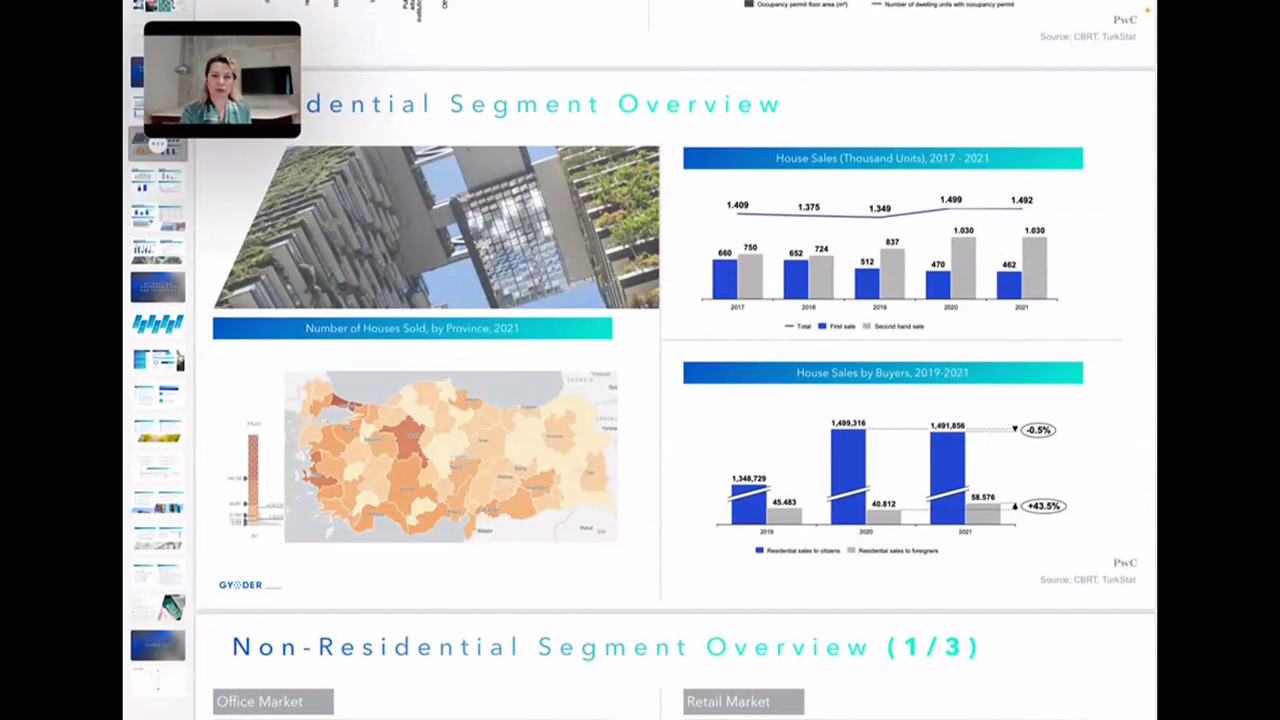 Occupancy permit floor area (m²)
Number of dwelling units with occupancy permit
PwC
Source: CBRT, TurkStat
dential Segment Overview
House Sales (Thousand Units), 2017 - 2021
1.409
1.375
1.349
1.499
1.492
660
750
652
724
512
837
470
1.030
462
1.030
2017
2018
2019
2020
2021
Total
First sale
Second hand sale
Number of Houses Sold, by Province, 2021
House Sales by Buyers, 2019-2021
1,348,729
45.483
1,499,316
40.812
1,491,856
58.576
-0.5%
+43.5%
2019
2020
2021
Residential sales to citizens
Residential sales to foreigners
GYODER
PwC
Source: CBRT, TurkStat
Non-Residential Segment Overview (1/3)
Office Market
Retail Market